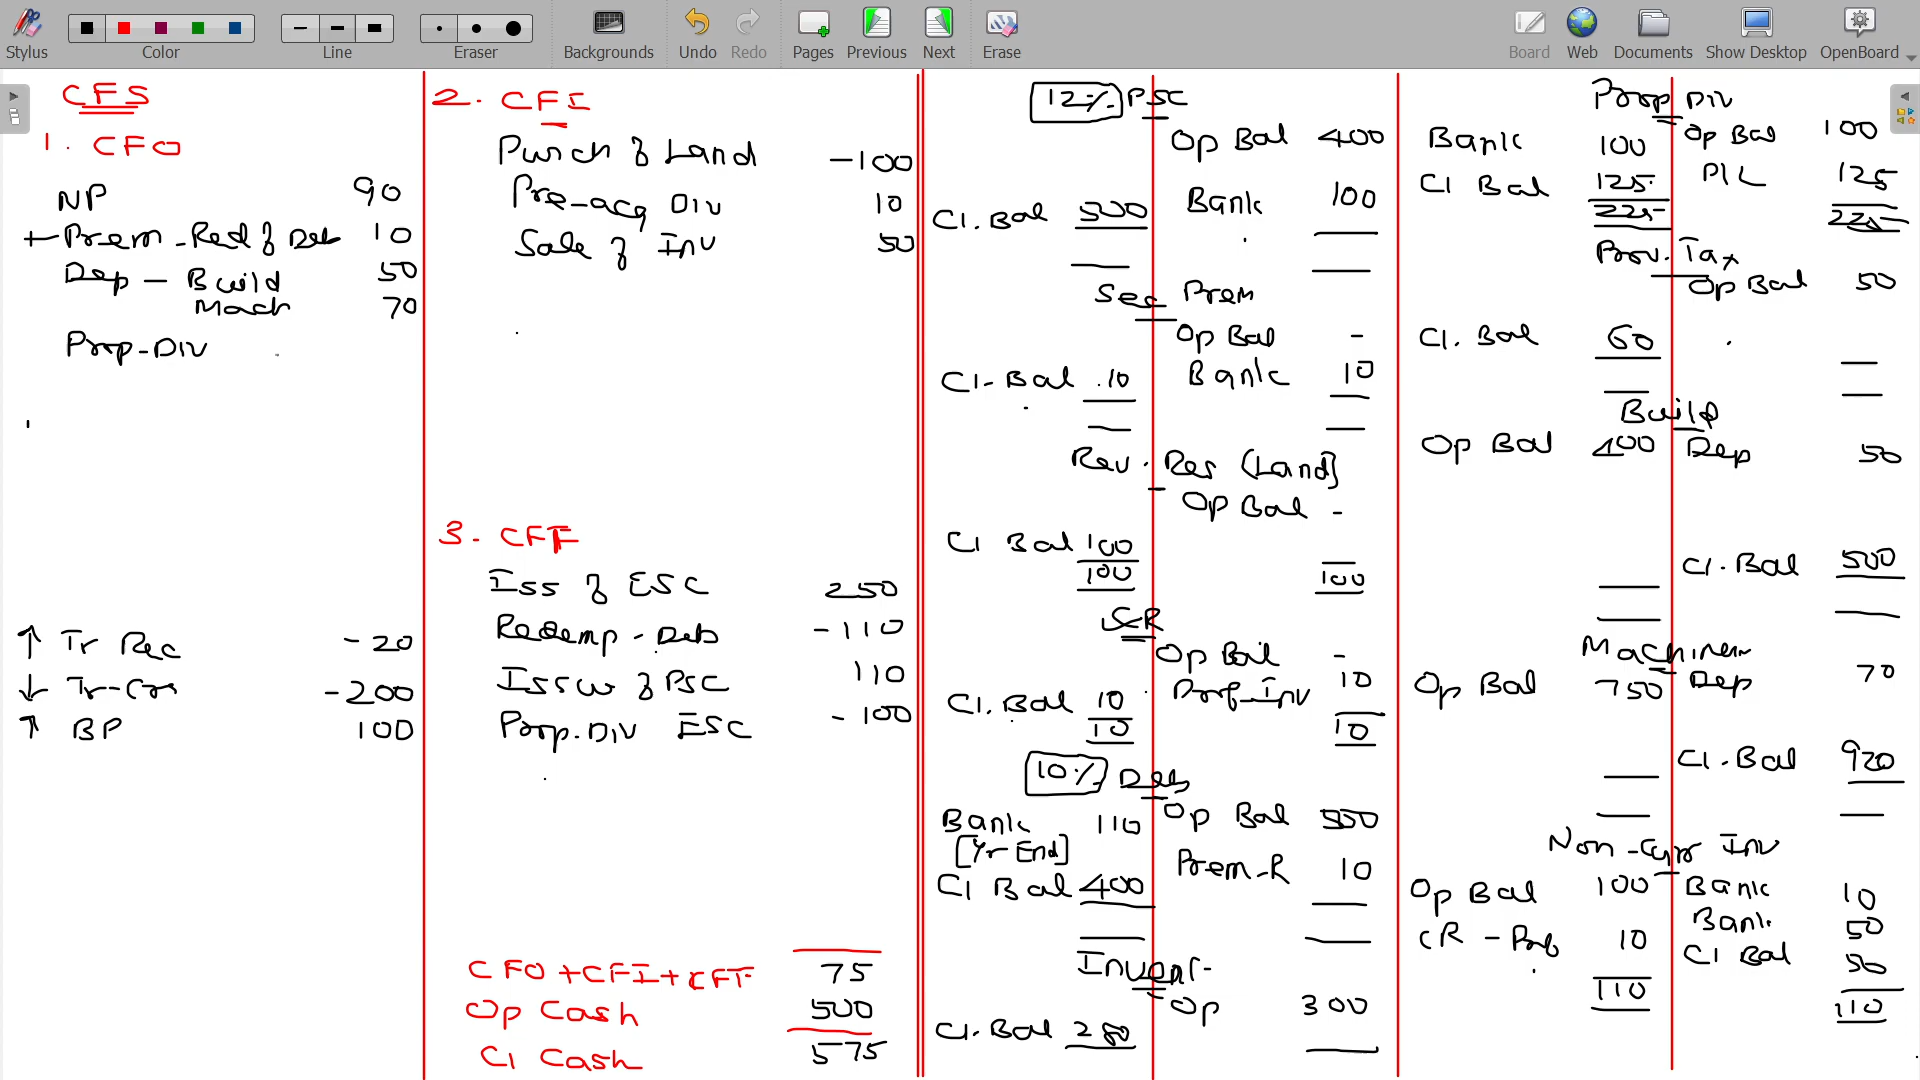 Stylus
Color
Line
Eraser
Backgrounds
Undo
Redo
Pages
Previous
Next
Erase
Board
Web
Documents
Show Desktop
OpenBoard
CFS
1. CFO
NP 90
+ Prem-Red of Deb 10
Dep - Build 50
Mach 70
Prop-Div
↑ Tr Rec -20
↓ Tr-Crs -200
↑ BP 100
2. CFI
Purch of Land -100
Pre-acq Div 10
Sale of Inv 50
3. CFF
Iss of ESC 250
Redemp-Deb -110
Issu of PSC 110
Prop.Div ESC -100
CFO+CFI+CFF 75
Op Cash 500
Cl Cash 575
12% PSC
Op Bal 400
Bank 100
Cl.Bal 500
Sec Prem
Op Bal -
Bank 10
Cl-Bal 10
Rev. Res (Land)
Op Bal -
Cl Bal 100
100 100
CR
Op Bal -
Prof-Inv 10
Cl.Bal 10
10 10
10% Deb
Bank 110 Op Bal 500
[Yr End]
Prem-R 10
Cl Bal 400
Invent-
Op 300
Cl.Bal 280
Prop Div
Bank 100 Op Bal 100
Cl Bal 125 P/L 125
225 225
Prov. Tax
Op Bal 50
Cl. Bal 60
Build
Op Bal 400 Dep 50
Cl.Bal 500
Machinery
Op Bal 750 Dep 70
Cl.Bal 920
Non-Curr Inv
Op Bal 100 Bank 10
Bank 50
CR - Prof 10 Cl Bal 50
110 110